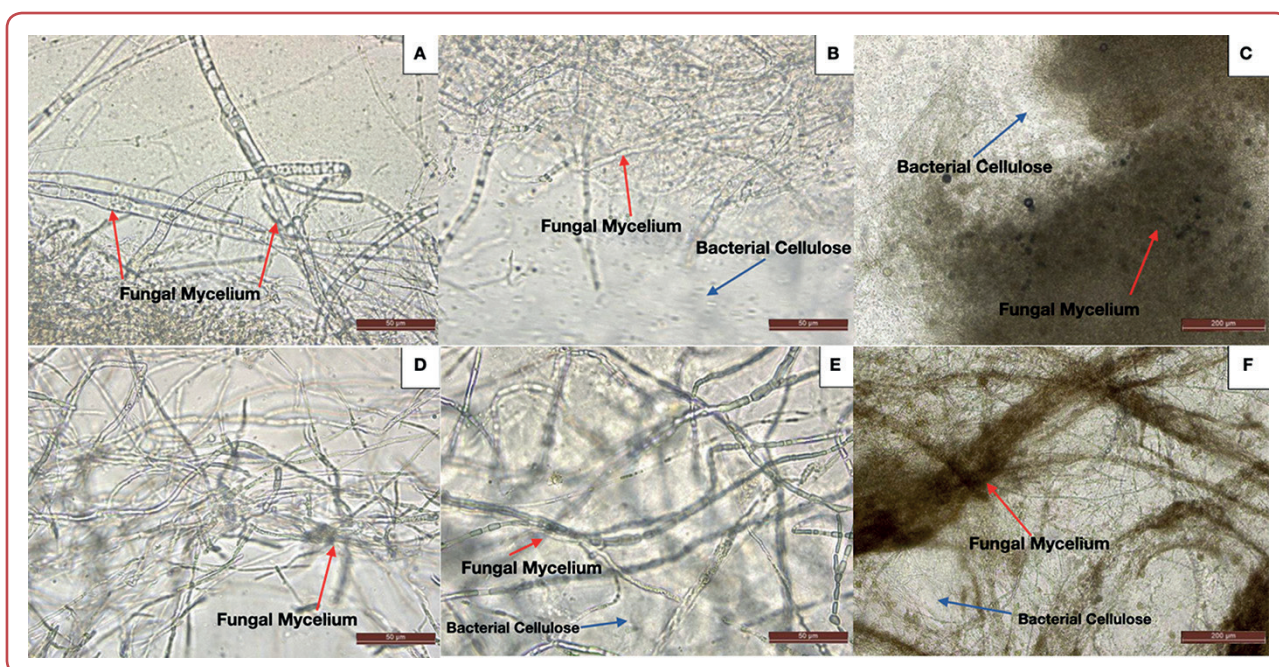 A
Fungal Mycelium
50 µm
B
Fungal Mycelium
Bacterial Cellulose
50 µm
C
Bacterial Cellulose
Fungal Mycelium
200 µm
D
Fungal Mycelium
50 µm
E
Fungal Mycelium
Bacterial Cellulose
50 µm
F
Fungal Mycelium
Bacterial Cellulose
200 µm